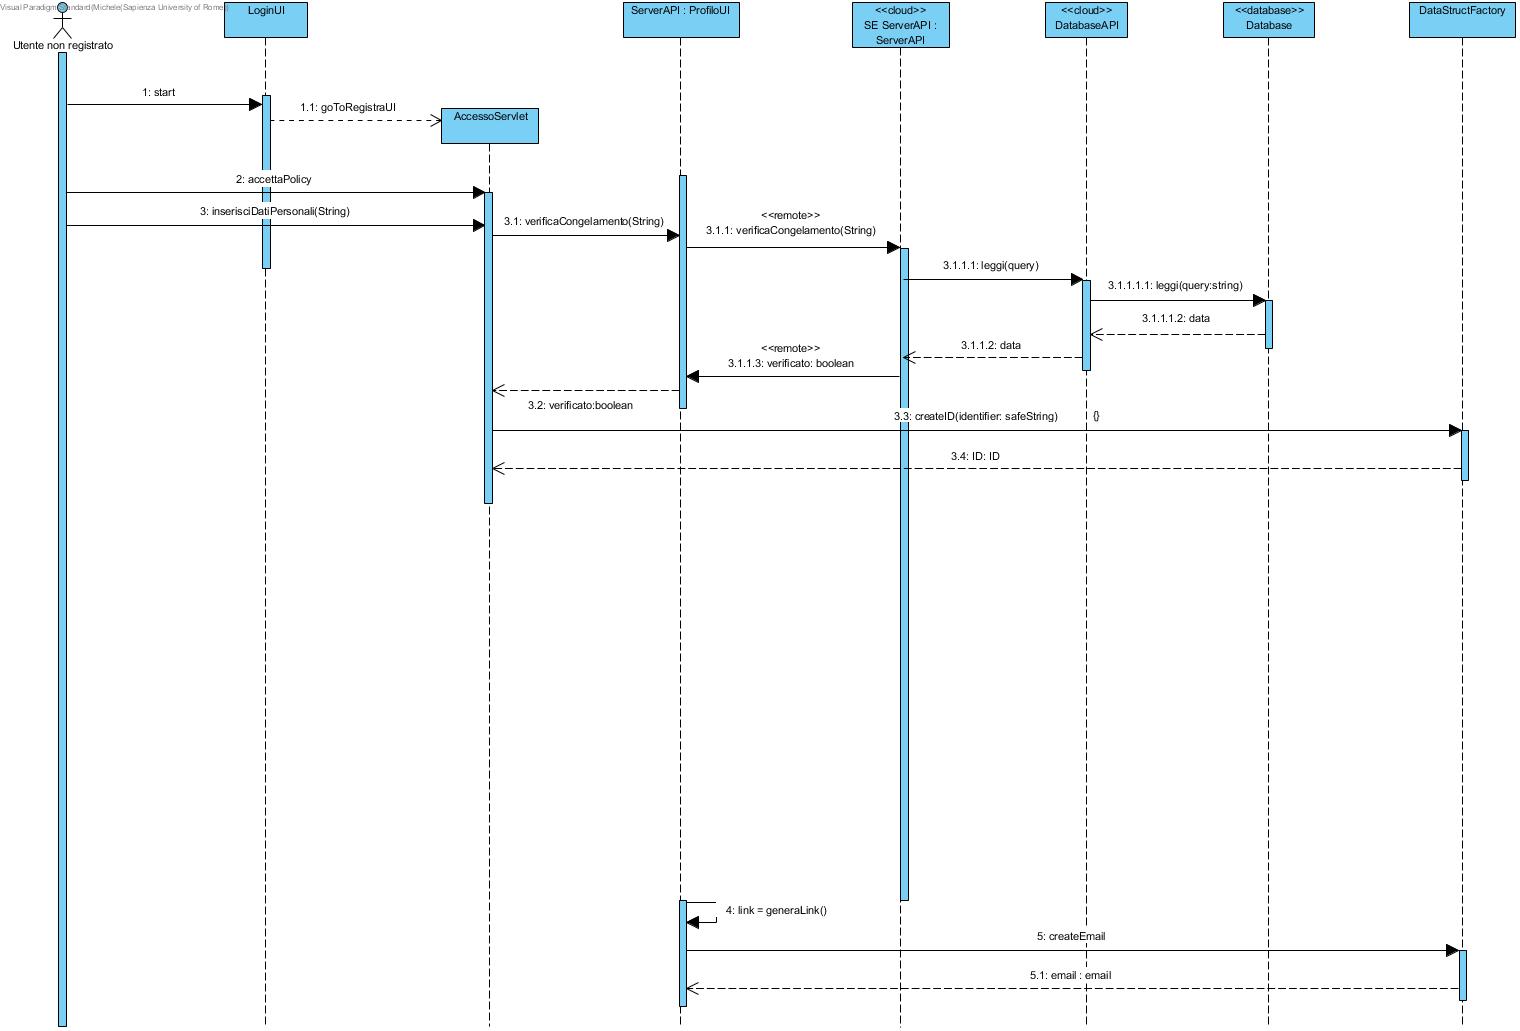 Visual Paradigm Standard(Michele(Sapienza University of Rome))
Utente non registrato
LoginUI
ServerAPI : ProfiloUI
<<cloud>>
SE ServerAPI :
ServerAPI
<<cloud>>
DatabaseAPI
<<database>>
Database
DataStructFactory
1: start
1.1: goToRegistraUI
AccessoServlet
2: accettaPolicy
3: inserisciDatiPersonali(String)
3.1: verificaCongelamento(String)
<<remote>>
3.1.1: verificaCongelamento(String)
3.1.1.1: leggi(query)
3.1.1.1.1: leggi(query:string)
3.1.1.1.2: data
3.1.1.2: data
<<remote>>
3.1.1.3: verificato: boolean
3.2: verificato:boolean
3.3: createID(identifier: safeString) {}
3.4: ID: ID
4: link = generaLink()
5: createEmail
5.1: email : email